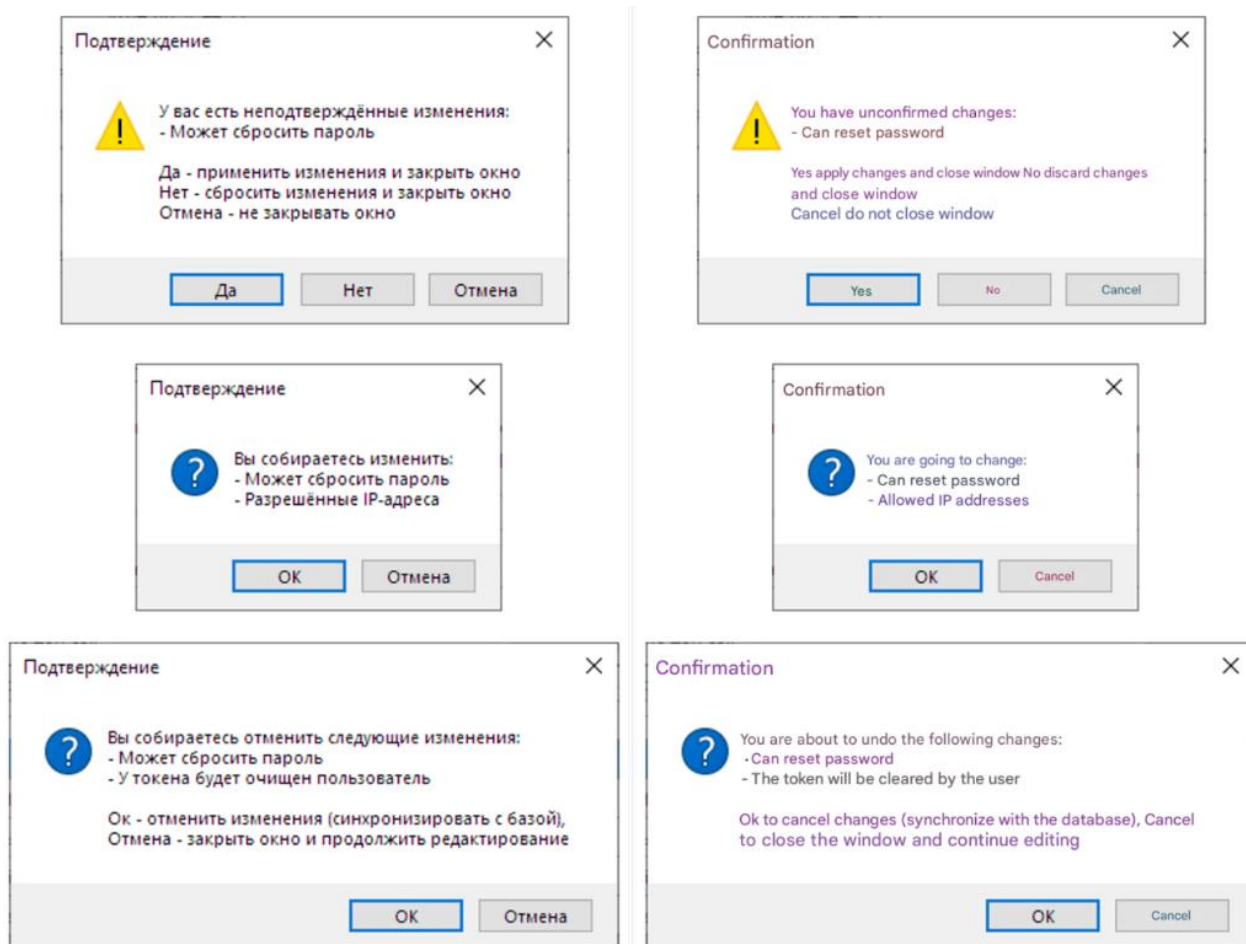 Подтверждение
У вас есть неподтверждённые изменения:
- Может сбросить пароль
Да - применить изменения и закрыть окно
Нет - сбросить изменения и закрыть окно
Отмена - не закрывать окно
Да
Нет
Отмена
Confirmation
You have unconfirmed changes:
- Can reset password
Yes apply changes and close window No discard changes
and close window
Cancel do not close window
Yes
No
Cancel
Подтверждение
Вы собираетесь изменить:
- Может сбросить пароль
- Разрешённые IP-адреса
ОК
Отмена
Confirmation
You are going to change:
- Can reset password
- Allowed IP addresses
OK
Cancel
Подтверждение
Вы собираетесь отменить следующие изменения:
- Может сбросить пароль
- У токена будет очищен пользователь
Ок - отменить изменения (синхронизировать с базой),
Отмена - закрыть окно и продолжить редактирование
ОК
Отмена
Confirmation
You are about to undo the following changes:
- Can reset password
- The token will be cleared by the user
Ok to cancel changes (synchronize with the database), Cancel
to close the window and continue editing
OK
Cancel